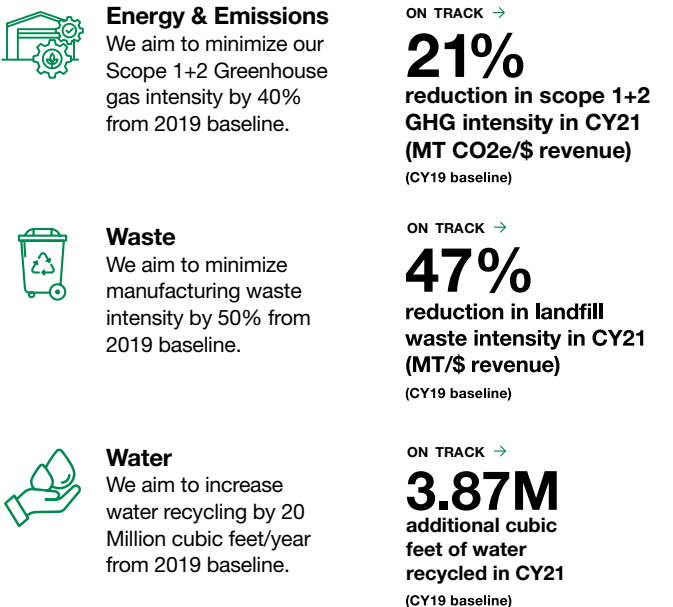 Energy & Emissions
We aim to minimize our
Scope 1+2 Greenhouse
gas intensity by 40%
from 2019 baseline.
ON TRACK →
21%
reduction in scope 1+2
GHG intensity in CY21
(MT CO2e/$ revenue)
(CY19 baseline)
Waste
We aim to minimize
manufacturing waste
intensity by 50% from
2019 baseline.
ON TRACK →
47%
reduction in landfill
waste intensity in CY21
(MT/$ revenue)
(CY19 baseline)
Water
We aim to increase
water recycling by 20
Million cubic feet/year
from 2019 baseline.
ON TRACK →
3.87M
additional cubic
feet of water
recycled in CY21
(CY19 baseline)